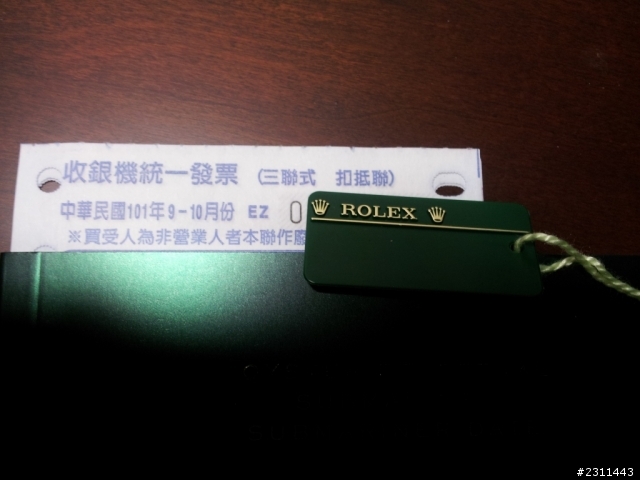 收銀機統一發票 (三聯式 扣抵聯)
中華民國101年9-10月份 EZ 0
※買受人為非營業人者本聯作廢
ROLEX
#2311443